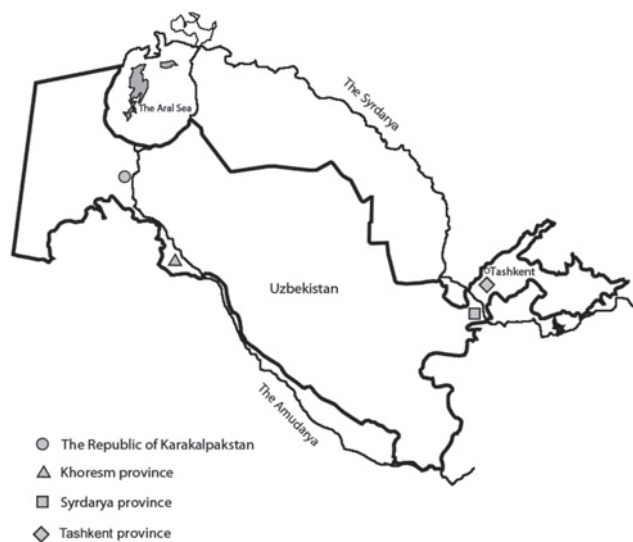 The Aral Sea
The Syrdarya
Tashkent
Uzbekistan
The Amudarya
The Republic of Karakalpakstan
Khoresm province
Syrdarya province
Tashkent province